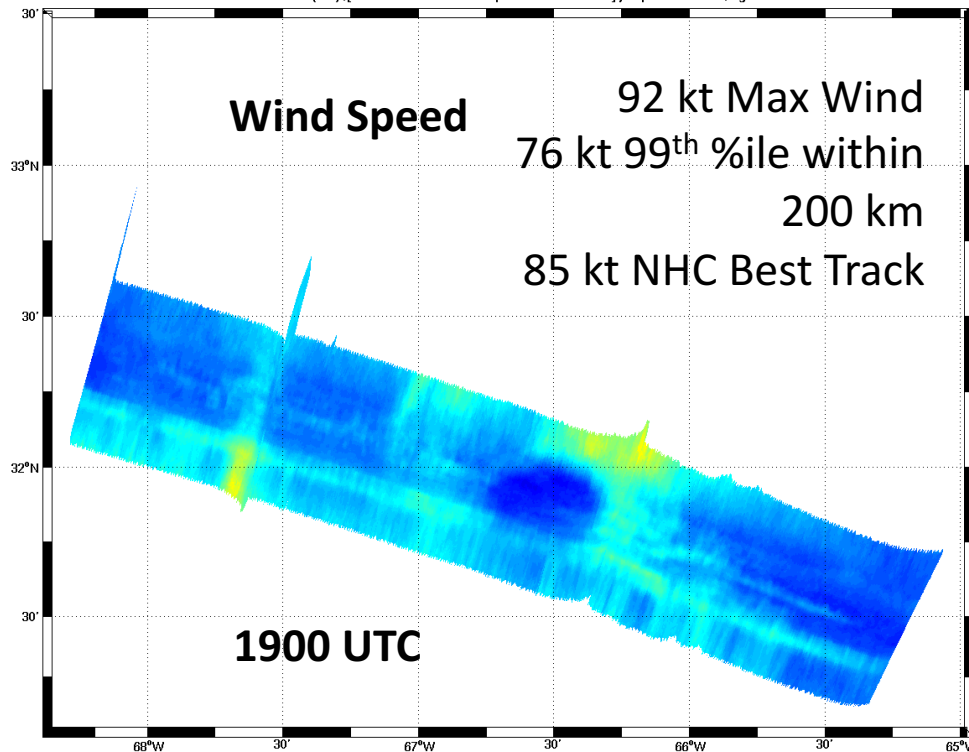 30'
Wind Speed
92 kt Max Wind
76 kt 99th %ile within
200 km
85 kt NHC Best Track
33°N
30'
32°N
30'
1900 UTC
68°W 30' 67°W 30' 66°W 30' 65°